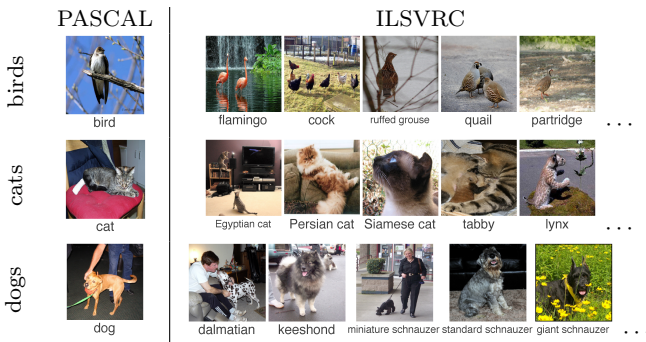 PASCAL ILSVRC
birds
bird flamingo cock ruffed grouse quail partridge ...
cats
cat Egyptian cat Persian cat Siamese cat tabby lynx ...
dogs
dog dalmatian keeshond miniature schnauzer standard schnauzer giant schnauzer ...